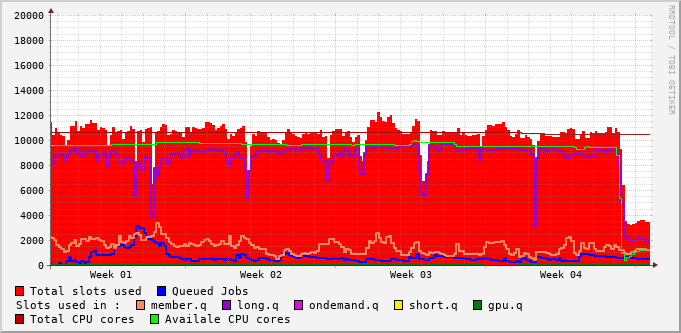 20000
18000
16000
14000
12000
10000
8000
6000
4000
2000
0
Week 01 Week 02 Week 03 Week 04
RRDTOOL / TOBI OETIKER
Total slots used Queued Jobs
Slots used in : member.q long.q ondemand.q short.q gpu.q
Total CPU cores Availale CPU cores